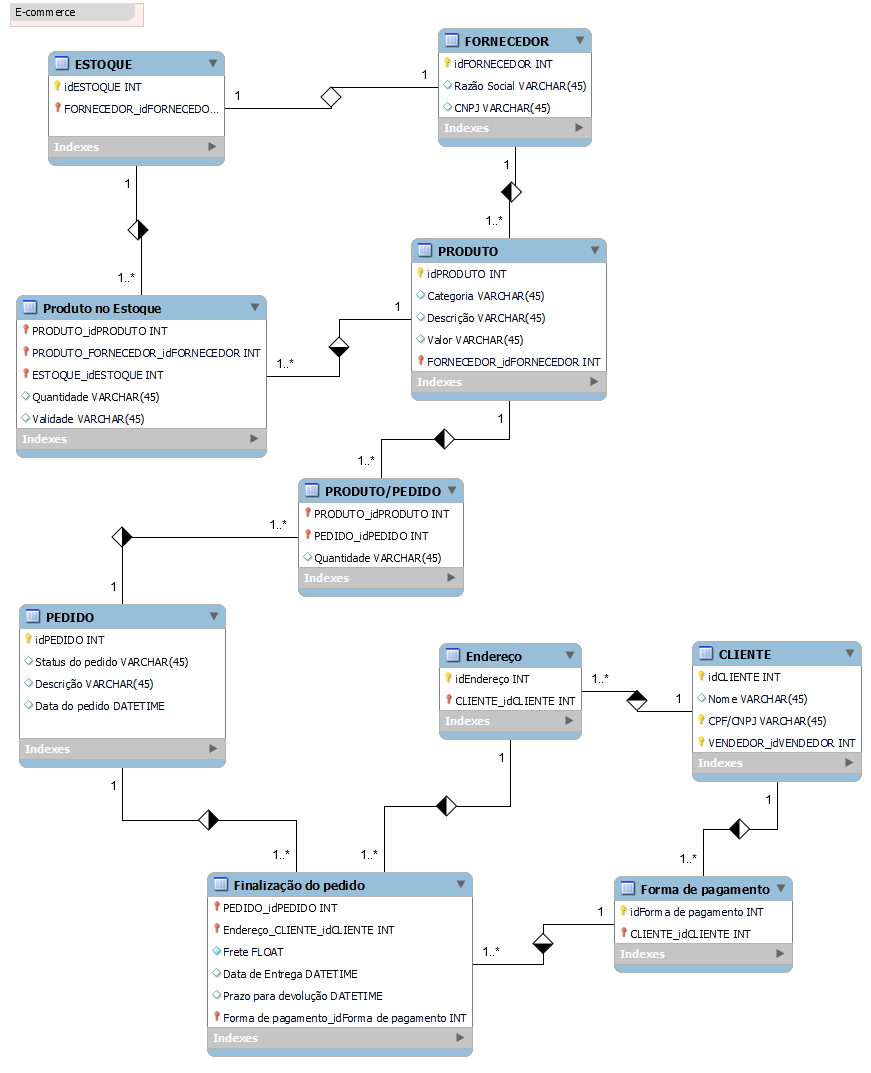 E-commerce
ESTOQUE
idESTOQUE INT
FORNECEDOR_idFORNECEDO...
Indexes
1
1
FORNECEDOR
idFORNECEDOR INT
Razão Social VARCHAR(45)
CNPJ VARCHAR(45)
Indexes
1
1..*
1
1..*
PRODUTO
idPRODUTO INT
Categoria VARCHAR(45)
Descrição VARCHAR(45)
Valor VARCHAR(45)
FORNECEDOR_idFORNECEDOR INT
Indexes
Produto no Estoque
PRODUTO_idPRODUTO INT
PRODUTO_FORNECEDOR_idFORNECEDOR INT
ESTOQUE_idESTOQUE INT
Quantidade VARCHAR(45)
Validade VARCHAR(45)
Indexes
1
1..*
1
1..*
PRODUTO/PEDIDO
PRODUTO_idPRODUTO INT
PEDIDO_idPEDIDO INT
Quantidade VARCHAR(45)
Indexes
1..*
1
PEDIDO
idPEDIDO INT
Status do pedido VARCHAR(45)
Descrição VARCHAR(45)
Data do pedido DATETIME
Indexes
Endereço
idEndereço INT
CLIENTE_idCLIENTE INT
Indexes
1..*
1
CLIENTE
idCLIENTE INT
Nome VARCHAR(45)
CPF/CNPJ VARCHAR(45)
VENDEDOR_idVENDEDOR INT
Indexes
1
1..*
1
1..*
1
1..*
Finalização do pedido
PEDIDO_idPEDIDO INT
Endereço_CLIENTE_idCLIENTE INT
Frete FLOAT
Data de Entrega DATETIME
Prazo para devolução DATETIME
Forma de pagamento_idForma de pagamento INT
Indexes
1
1..*
Forma de pagamento
idForma de pagamento INT
CLIENTE_idCLIENTE INT
Indexes